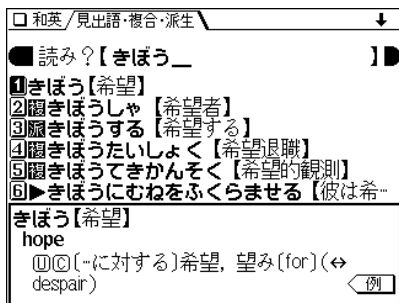 和英/見出語･複合･派生 ↓
読み?【きぼう__ 】
1きぼう【希望】
2複きぼうしゃ【希望者】
3派きぼうする【希望する】
4複きぼうたいしょく【希望退職】
5複きぼうてきかんそく【希望的観測】
6▶きぼうにむねをふくらませる【彼は希…
きぼう【希望】
hope
ⓊⒸ(…に対する)希望, 望み(for)(↔
despair) 例